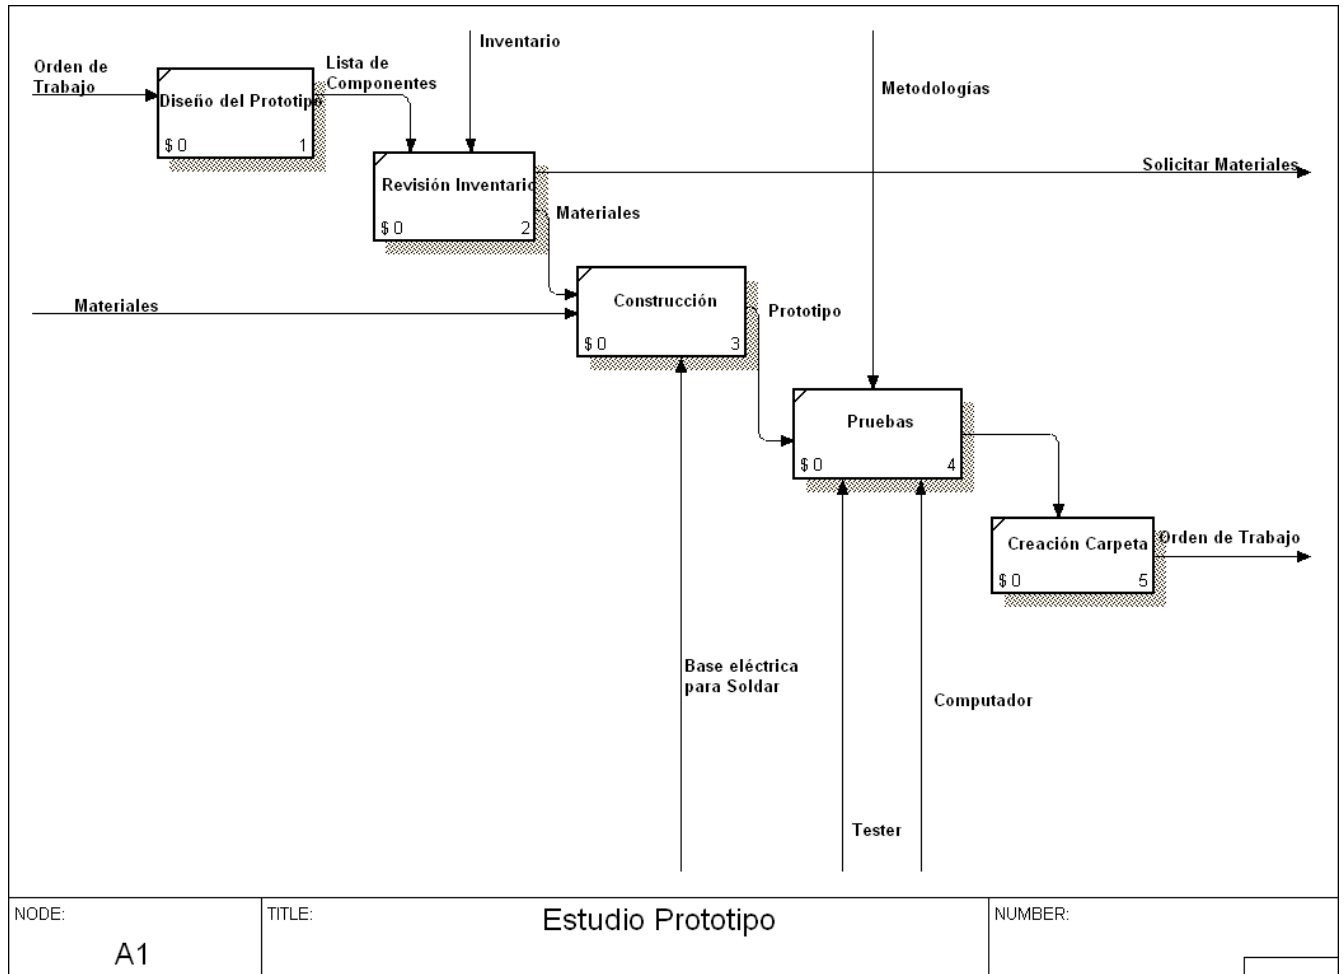 Inventario
Orden de
Trabajo
Lista de
Componentes
Metodologías
Diseño del Prototipo
$ 0
1
Solicitar Materiales
Revisión Inventario
$ 0
2
Materiales
Materiales
Construcción
$ 0
3
Prototipo
Pruebas
$ 0
4
Creación Carpeta
$ 0
5
Orden de Trabajo
Base eléctrica
para Soldar
Computador
Tester
NODE:
A1
TITLE:
Estudio Prototipo
NUMBER: